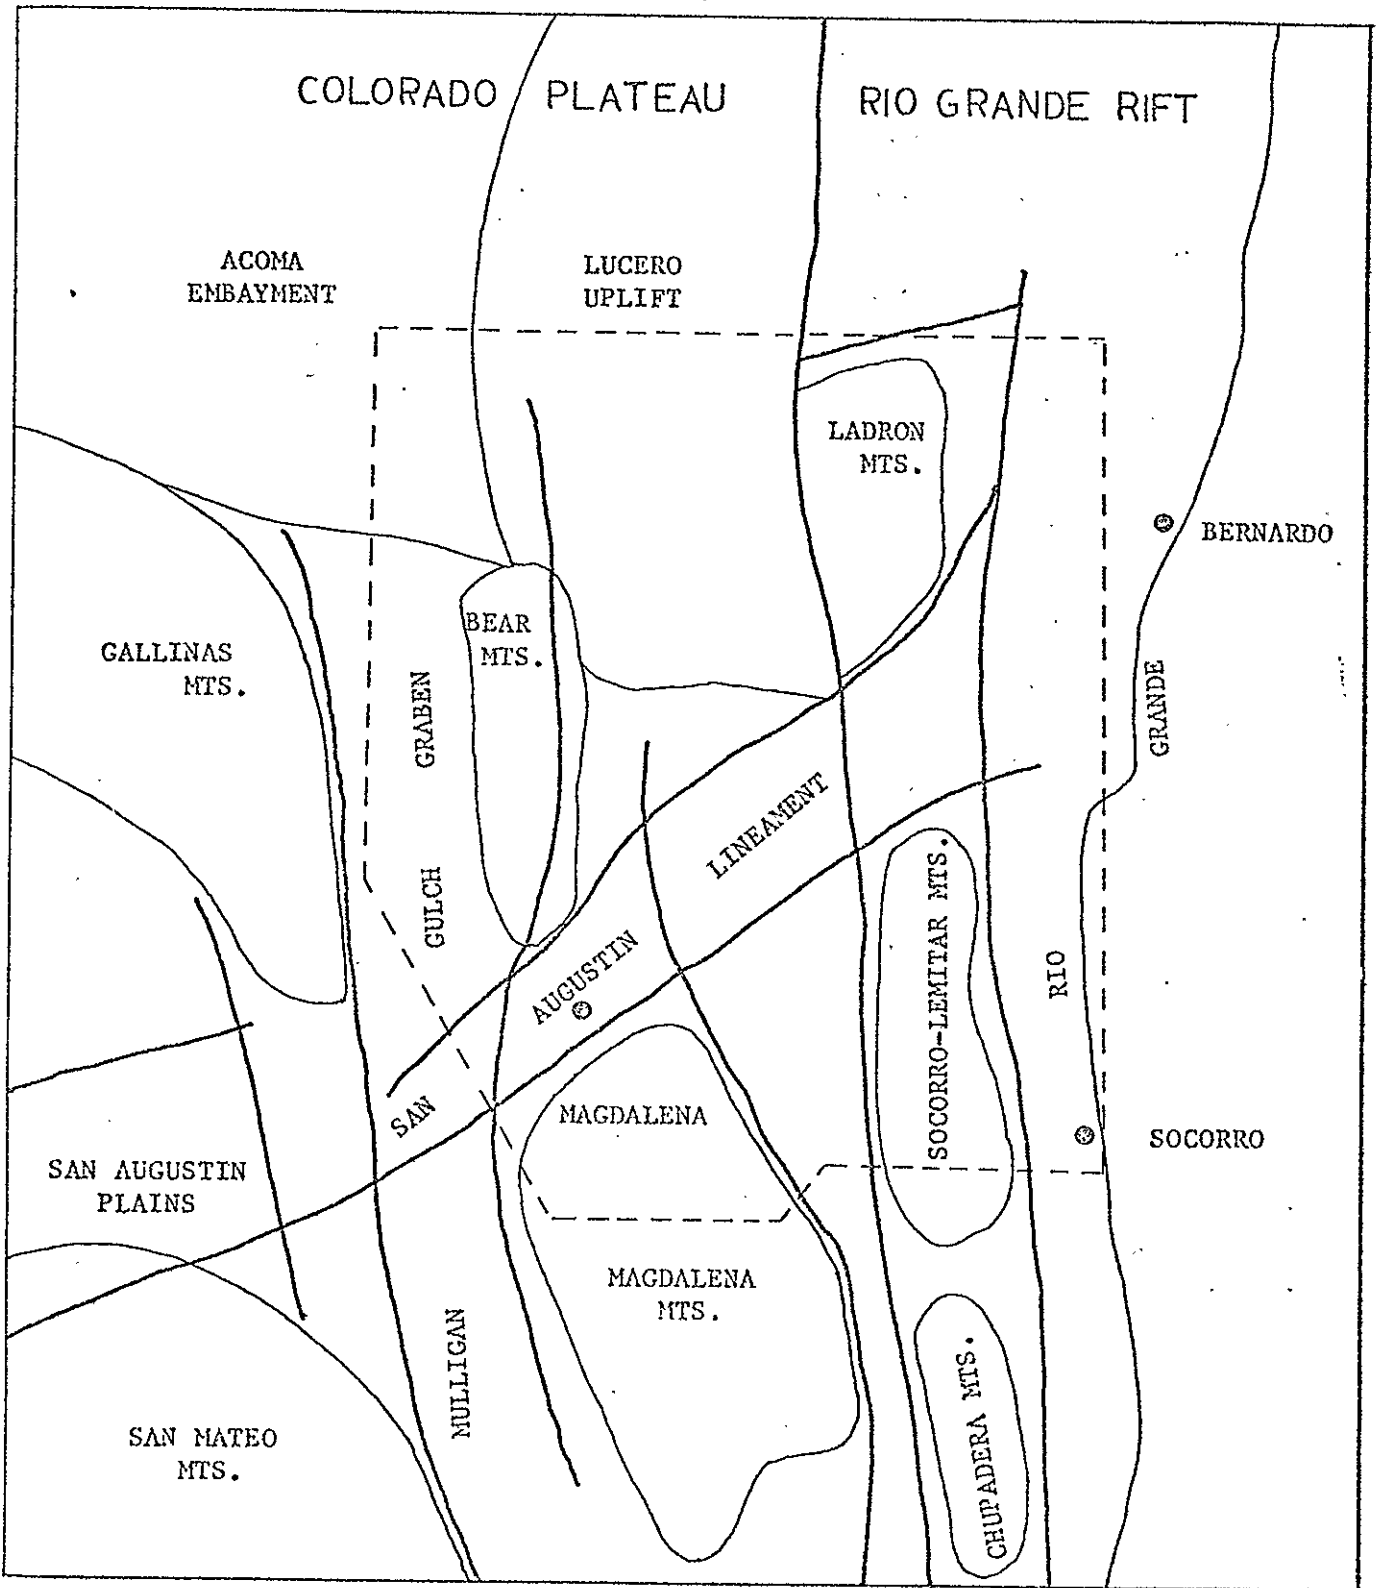 COLORADO PLATEAU
RIO GRANDE RIFT
ACOMA
EMBAYMENT
LUCERO
UPLIFT
LADRON
MTS.
BERNARDO
BEAR
MTS.
GALLINAS
MTS.
GRABEN
GRANDE
LINEAMENT
GULCH
SOCORRO-LEMITAR MTS.
AUGUSTIN
RIO
SAN
MAGDALENA
SOCORRO
SAN AUGUSTIN
PLAINS
MAGDALENA
MTS.
MULLIGAN
CHUPADERA MTS.
SAN MATEO
MTS.